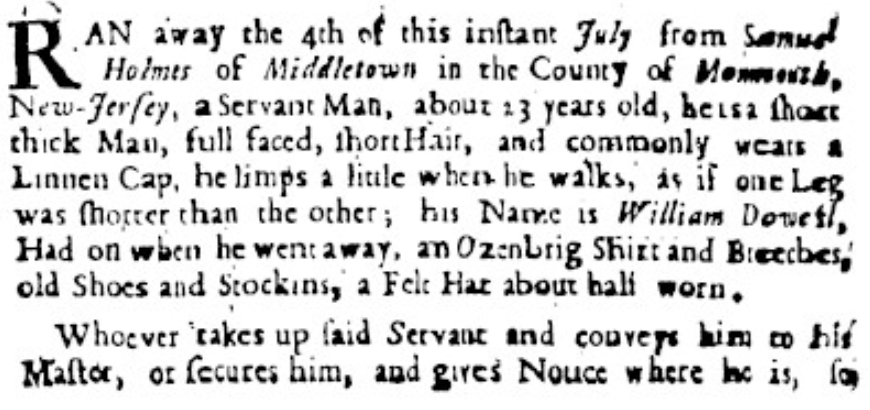 RAN away the 4th of this inſtant July from Samuel
Holmes of Middletown in the County of Monmouth,
New-Jerſey, a Servant Man, about 23 years old, he is a ſhort
thick Man, full faced, ſhort Hair, and commonly wears a
Linnen Cap, he limps a little when he walks, as if one Leg
was ſhorter than the other; his Name is William Dowell,
Had on when he went away, an Ozenbrig Shirt and Breeches,
old Shoes and Stockins, a Felt Hat about half worn.
Whoever takes up ſaid Servant and conveys him to his
Maſter, or ſecures him, and gives Notice where he is, ſo